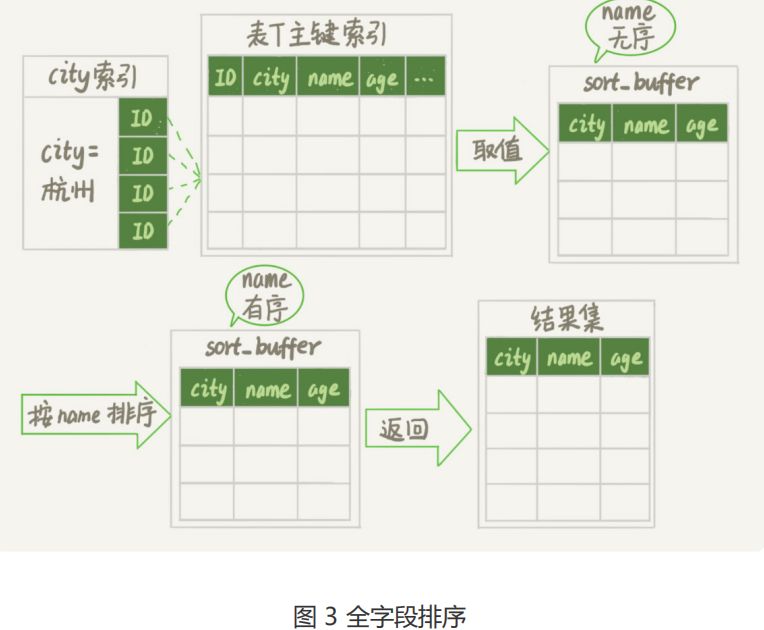 city索引
city=
杭州
ID
ID
ID
ID
表T主键索引
ID city name age ...
取值
name
无序
sort_buffer
city name age
按name排序
name
有序
sort_buffer
city name age
返回
结果集
city name age
图 3 全字段排序